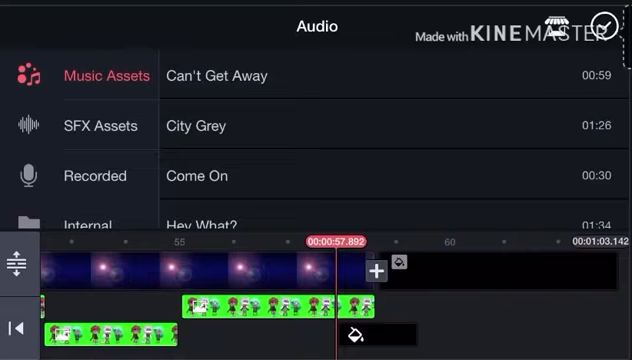 Audio
Made with KINEMASTER
Music Assets
Can't Get Away
00:59
SFX Assets
City Grey
01:26
Recorded
Come On
00:30
Internal
Hey What?
01:34
55
00:00:57.892
60
00:01:03.142